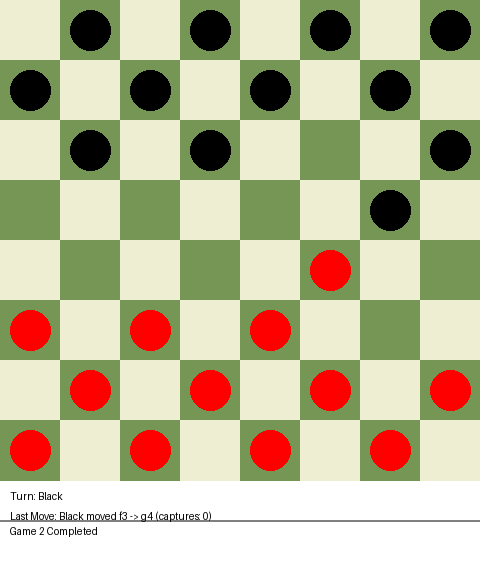 Turn: Black
Last Move: Black moved f3 -> g4 (captures: 0)
Game 2 Completed